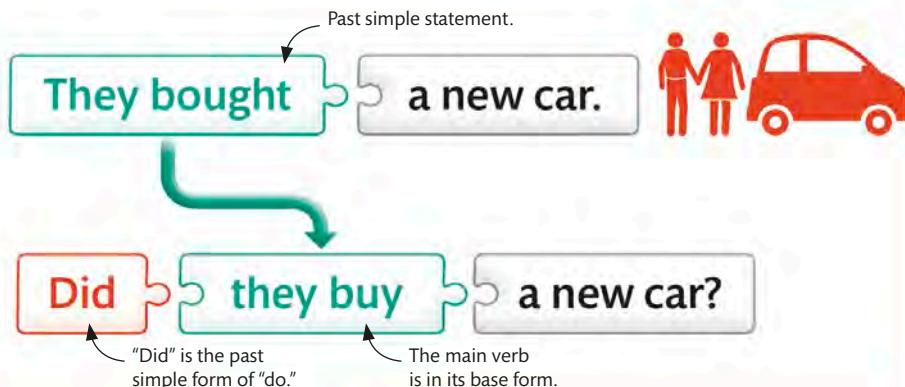 Past simple statement.
They bought a new car.
Did they buy a new car?
"Did" is the past
simple form of "do."
The main verb
is in its base form.